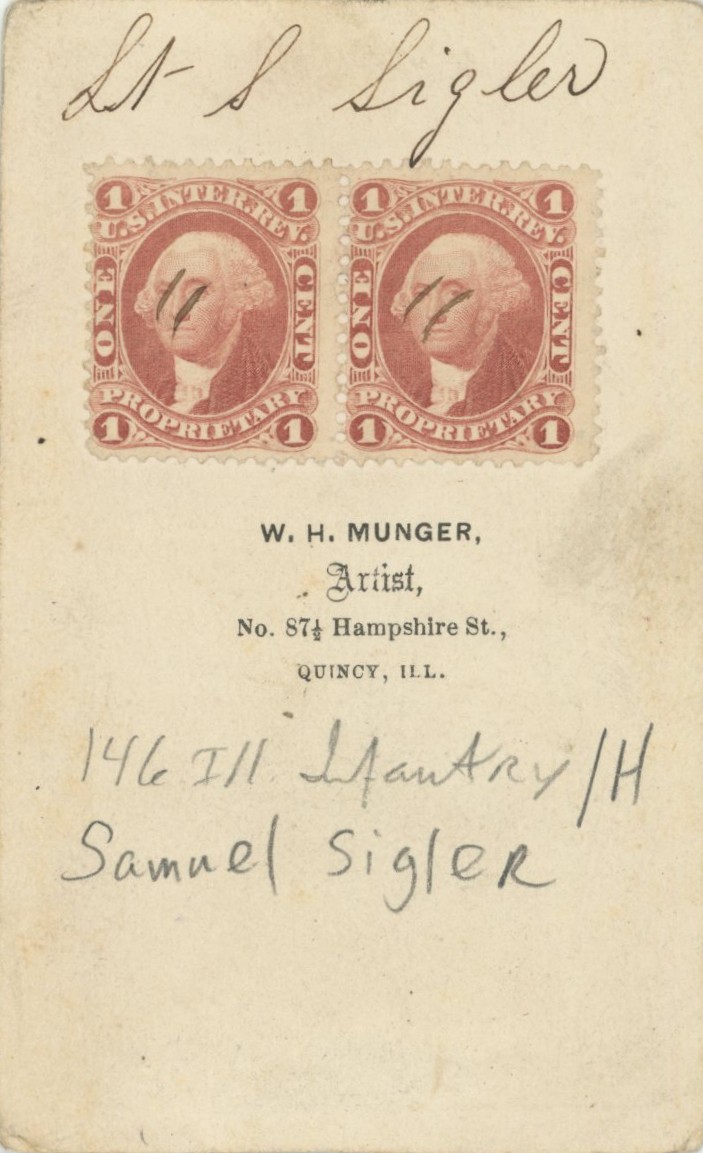 Lt S Sigler
1 U.S. INTER. REV. 1 1 U.S. INTER. REV. 1
ONE CENT ONE CENT
PROPRIETARY PROPRIETARY
1 1 1 1
W. H. MUNGER,
Artist,
No. 87½ Hampshire St.,
QUINCY, ILL.
146 Ill Infantry/H
Samuel Sigler